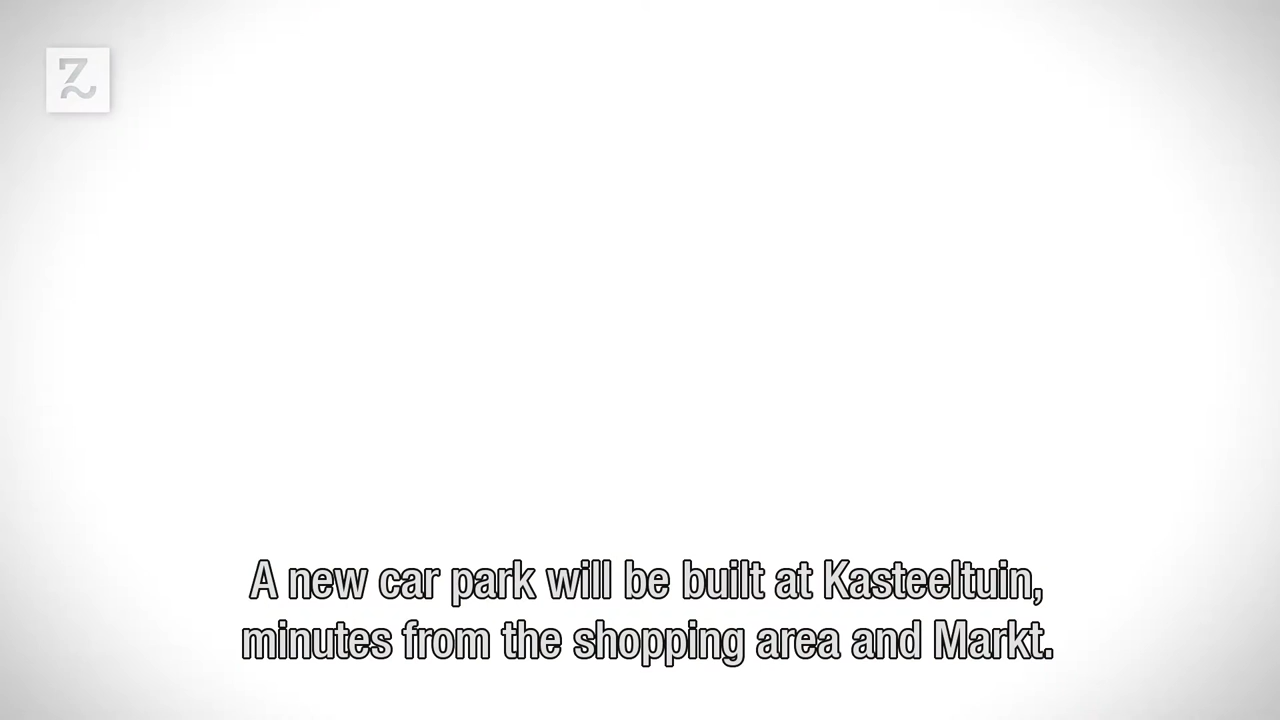 Z
A new car park will be built at Kasteeltuin,
minutes from the shopping area and Markt.